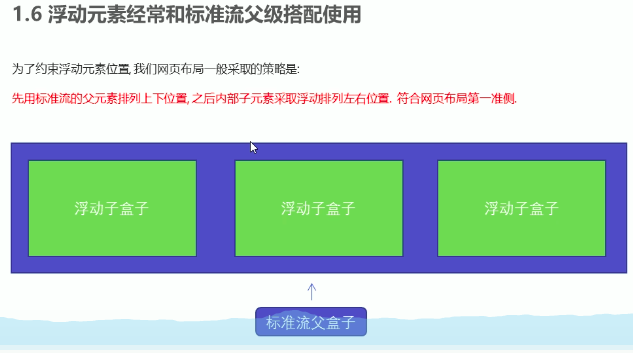 1.6 浮动元素经常和标准流父级搭配使用
为了约束浮动元素位置, 我们网页布局一般采取的策略是:
先用标准流的父元素排列上下位置, 之后内部子元素采取浮动排列左右位置. 符合网页布局第一准侧.
浮动子盒子
浮动子盒子
浮动子盒子
标准流父盒子